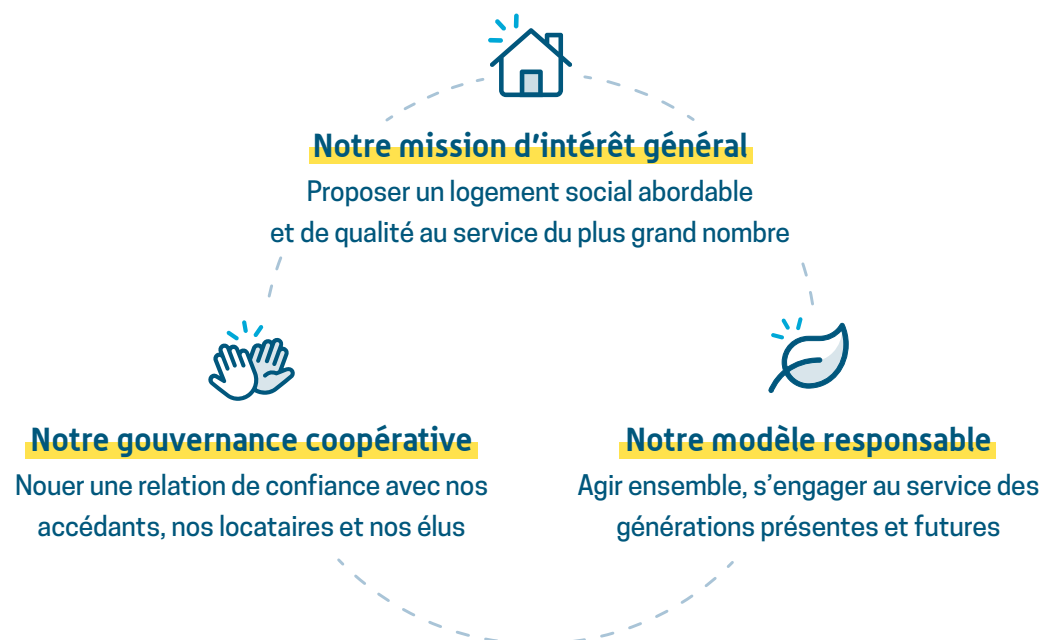 Notre mission d'intérêt général
Proposer un logement social abordable
et de qualité au service du plus grand nombre
Notre gouvernance coopérative
Nouer une relation de confiance avec nos
accédants, nos locataires et nos élus
Notre modèle responsable
Agir ensemble, s'engager au service des
générations présentes et futures